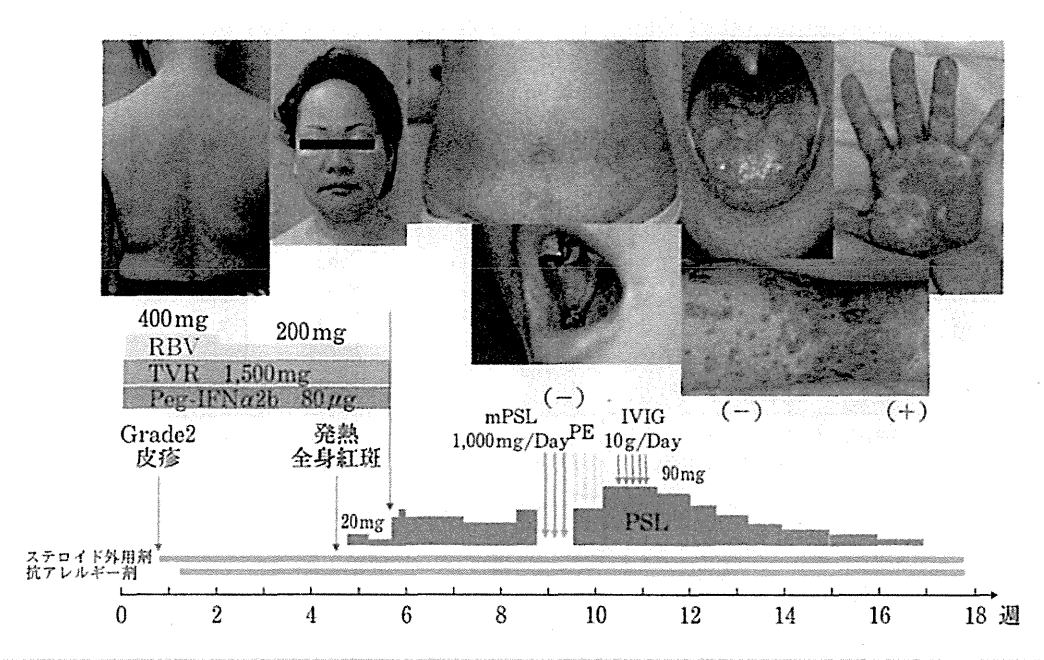 400mg
200mg
RBV
TVR 1,500mg
Peg-IFNα2b 80μg
(−)
(−)
(+)
Grade2
皮疹
発熱
全身紅斑
mPSL
1,000mg/Day
PE
IVIG
10g/Day
90mg
20mg
PSL
ステロイド外用剤
抗アレルギー剤
0 2 4 6 8 10 12 14 16 18 週